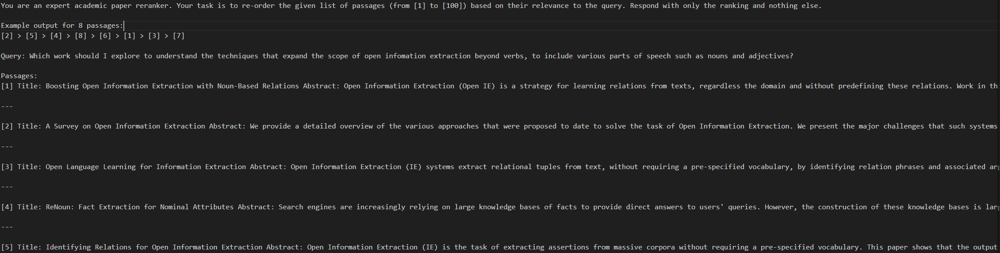 You are an expert academic paper reranker. Your task is to re-order the given list of passages (from [1] to [100]) based on their relevance to the query. Respond with only the ranking and nothing else.
Example output for 8 passages:
[2] > [5] > [4] > [8] > [6] > [1] > [3] > [7]
Query: Which work should I explore to understand the techniques that expand the scope of open infomation extraction beyond verbs, to include various parts of speech such as nouns and adjectives?
Passages:
[1] Title: Boosting Open Information Extraction with Noun-Based Relations Abstract: Open Information Extraction (Open IE) is a strategy for learning relations from texts, regardless the domain and without predefining these relations. Work in
---
[2] Title: A Survey on Open Information Extraction Abstract: We provide a detailed overview of the various approaches that were proposed to date to solve the task of Open Information Extraction. We present the major challenges that such systems
---
[3] Title: Open Language Learning for Information Extraction Abstract: Open Information Extraction (IE) systems extract relational tuples from text, without requiring a pre-specified vocabulary, by identifying relation phrases and associated
---
[4] Title: ReNoun: Fact Extraction for Nominal Attributes Abstract: Search engines are increasingly relying on large knowledge bases of facts to provide direct answers to users' queries. However, the construction of these knowledge bases is
---
[5] Title: Identifying Relations for Open Information Extraction Abstract: Open Information Extraction (IE) is the task of extracting assertions from massive corpora without requiring a pre-specified vocabulary. This paper shows that the output